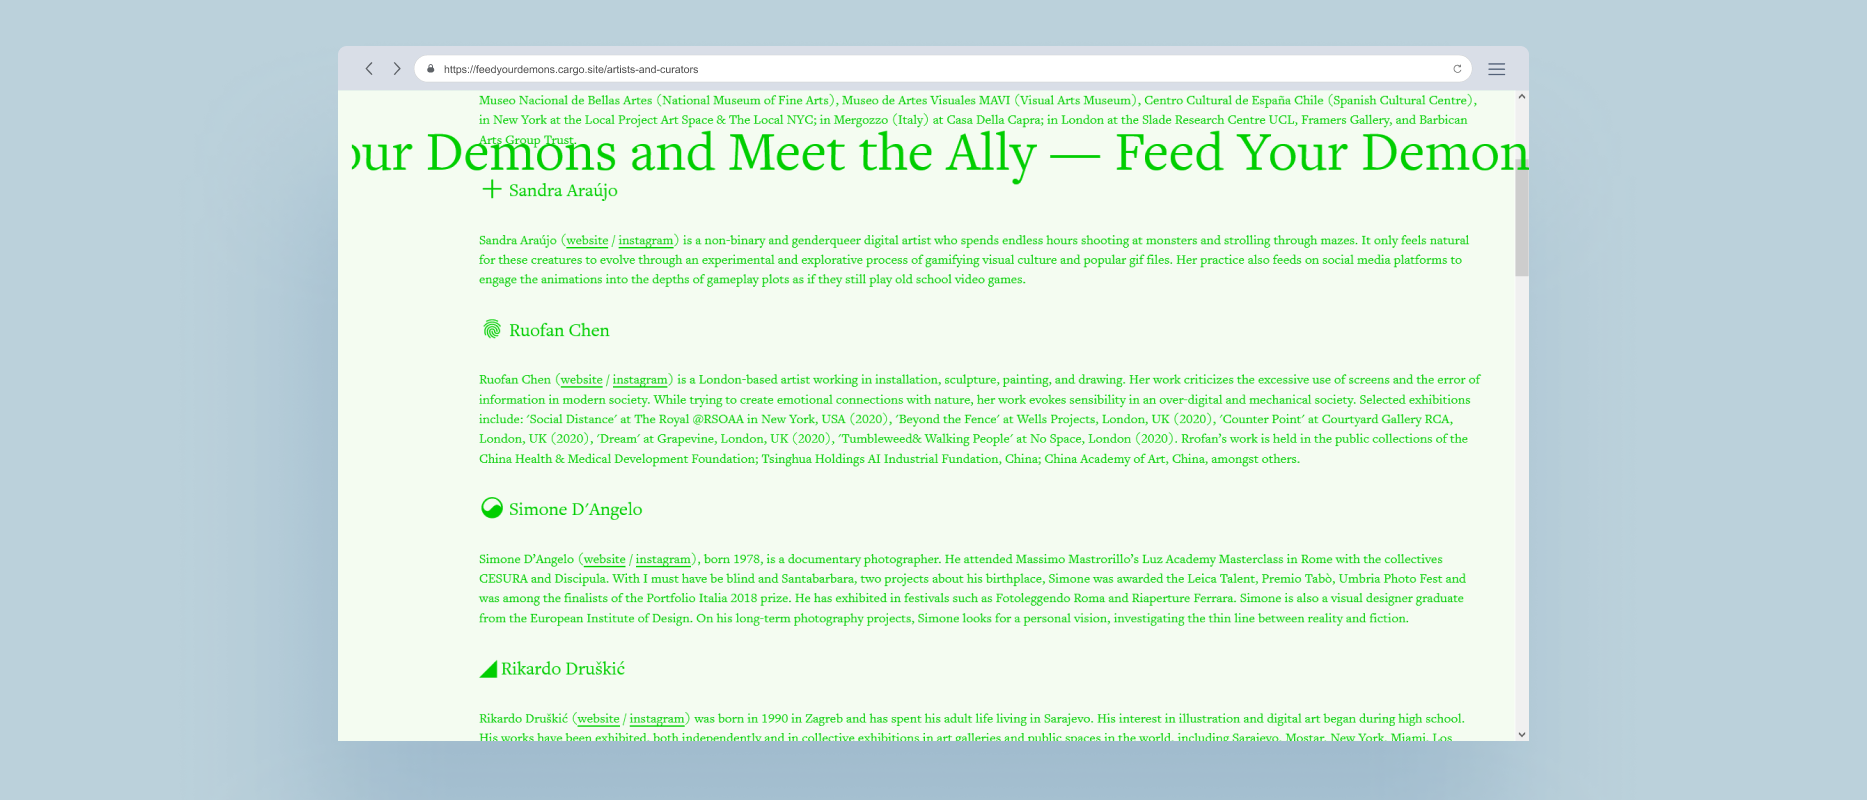 https://feedyourdemons.cargo.site/artists-and-curators
Museo Nacional de Bellas Artes (National Museum of Fine Arts), Museo de Artes Visuales MAVI (Visual Arts Museum), Centro Cultural de España Chile (Spanish Cultural Centre),
in New York at the Local Project Art Space & The Local NYC; in Mergozzo (Italy) at Casa Della Capra; in London at the Slade Research Centre UCL, Framers Gallery, and Barbican
Arts Group Trust.
our Demons and Meet the Ally — Feed Your Demon
Sandra Araújo
Sandra Araújo (website / instagram) is a non-binary and genderqueer digital artist who spends endless hours shooting at monsters and strolling through mazes. It only feels natural
for these creatures to evolve through an experimental and explorative process of gamifying visual culture and popular gif files. Her practice also feeds on social media platforms to
engage the animations into the depths of gameplay plots as if they still play old school video games.
Ruofan Chen
Ruofan Chen (website / instagram) is a London-based artist working in installation, sculpture, painting, and drawing. Her work criticizes the excessive use of screens and the error of
information in modern society. While trying to create emotional connections with nature, her work evokes sensibility in an over-digital and mechanical society. Selected exhibitions
include: 'Social Distance' at The Royal @RSOAA in New York, USA (2020), 'Beyond the Fence' at Wells Projects, London, UK (2020), 'Counter Point' at Courtyard Gallery RCA,
London, UK (2020), 'Dream' at Grapevine, London, UK (2020), 'Tumbleweed& Walking People' at No Space, London (2020). Rrofan's work is held in the public collections of the
China Health & Medical Development Foundation; Tsinghua Holdings AI Industrial Fundation, China; China Academy of Art, China, amongst others.
Simone D'Angelo
Simone D'Angelo (website / instagram), born 1978, is a documentary photographer. He attended Massimo Mastrorillo's Luz Academy Masterclass in Rome with the collectives
CESURA and Discipula. With I must have be blind and Santabarbara, two projects about his birthplace, Simone was awarded the Leica Talent, Premio Tabò, Umbria Photo Fest and
was among the finalists of the Portfolio Italia 2018 prize. He has exhibited in festivals such as Fotoleggendo Roma and Riaperture Ferrara. Simone is also a visual designer graduate
from the European Institute of Design. On his long-term photography projects, Simone looks for a personal vision, investigating the thin line between reality and fiction.
Rikardo Druškić
Rikardo Druškić (website / instagram) was born in 1990 in Zagreb and has spent his adult life living in Sarajevo. His interest in illustration and digital art began during high school.
His works have been exhibited, both independently and in collective exhibitions in art galleries and public spaces in the world, including Sarajevo, Mostar, New York, Miami, Los